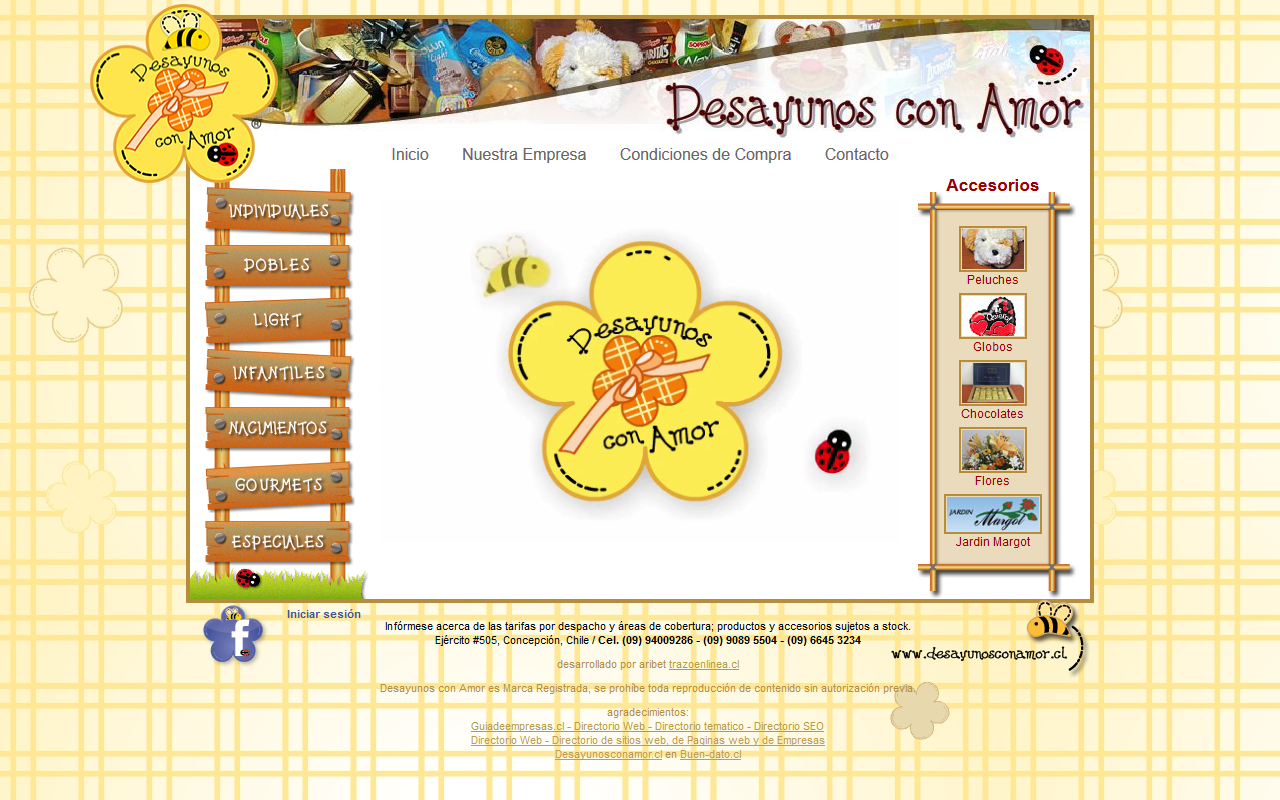 Desayunos
con Amor
®
Desayunos con Amor
Inicio
Nuestra Empresa
Condiciones de Compra
Contacto
INDIVIDUALES
DOBLES
LIGHT
INFANTILES
NACIMIENTOS
GOURMETS
ESPECIALES
Desayunos
con Amor
Accesorios
Peluches
Globos
Chocolates
Flores
JARDIN
Margot
Jardin Margot
f
Iniciar sesión
Infórmese acerca de las tarifas por despacho y áreas de cobertura; productos y accesorios sujetos a stock.
Ejército #505, Concepción, Chile / Cel. (09) 94009286 - (09) 9089 5504 - (09) 6645 3234
www.desayunosconamor.cl
desarrollado por aribet trazoenlinea.cl
Desayunos con Amor es Marca Registrada, se prohíbe toda reproducción de contenido sin autorización previa.
agradecimientos:
Guiadeempresas.cl - Directorio Web - Directorio tematico - Directorio SEO
Directorio Web - Directorio de sitios web, de Paginas web y de Empresas
Desayunosconamor.cl en Buen-dato.cl